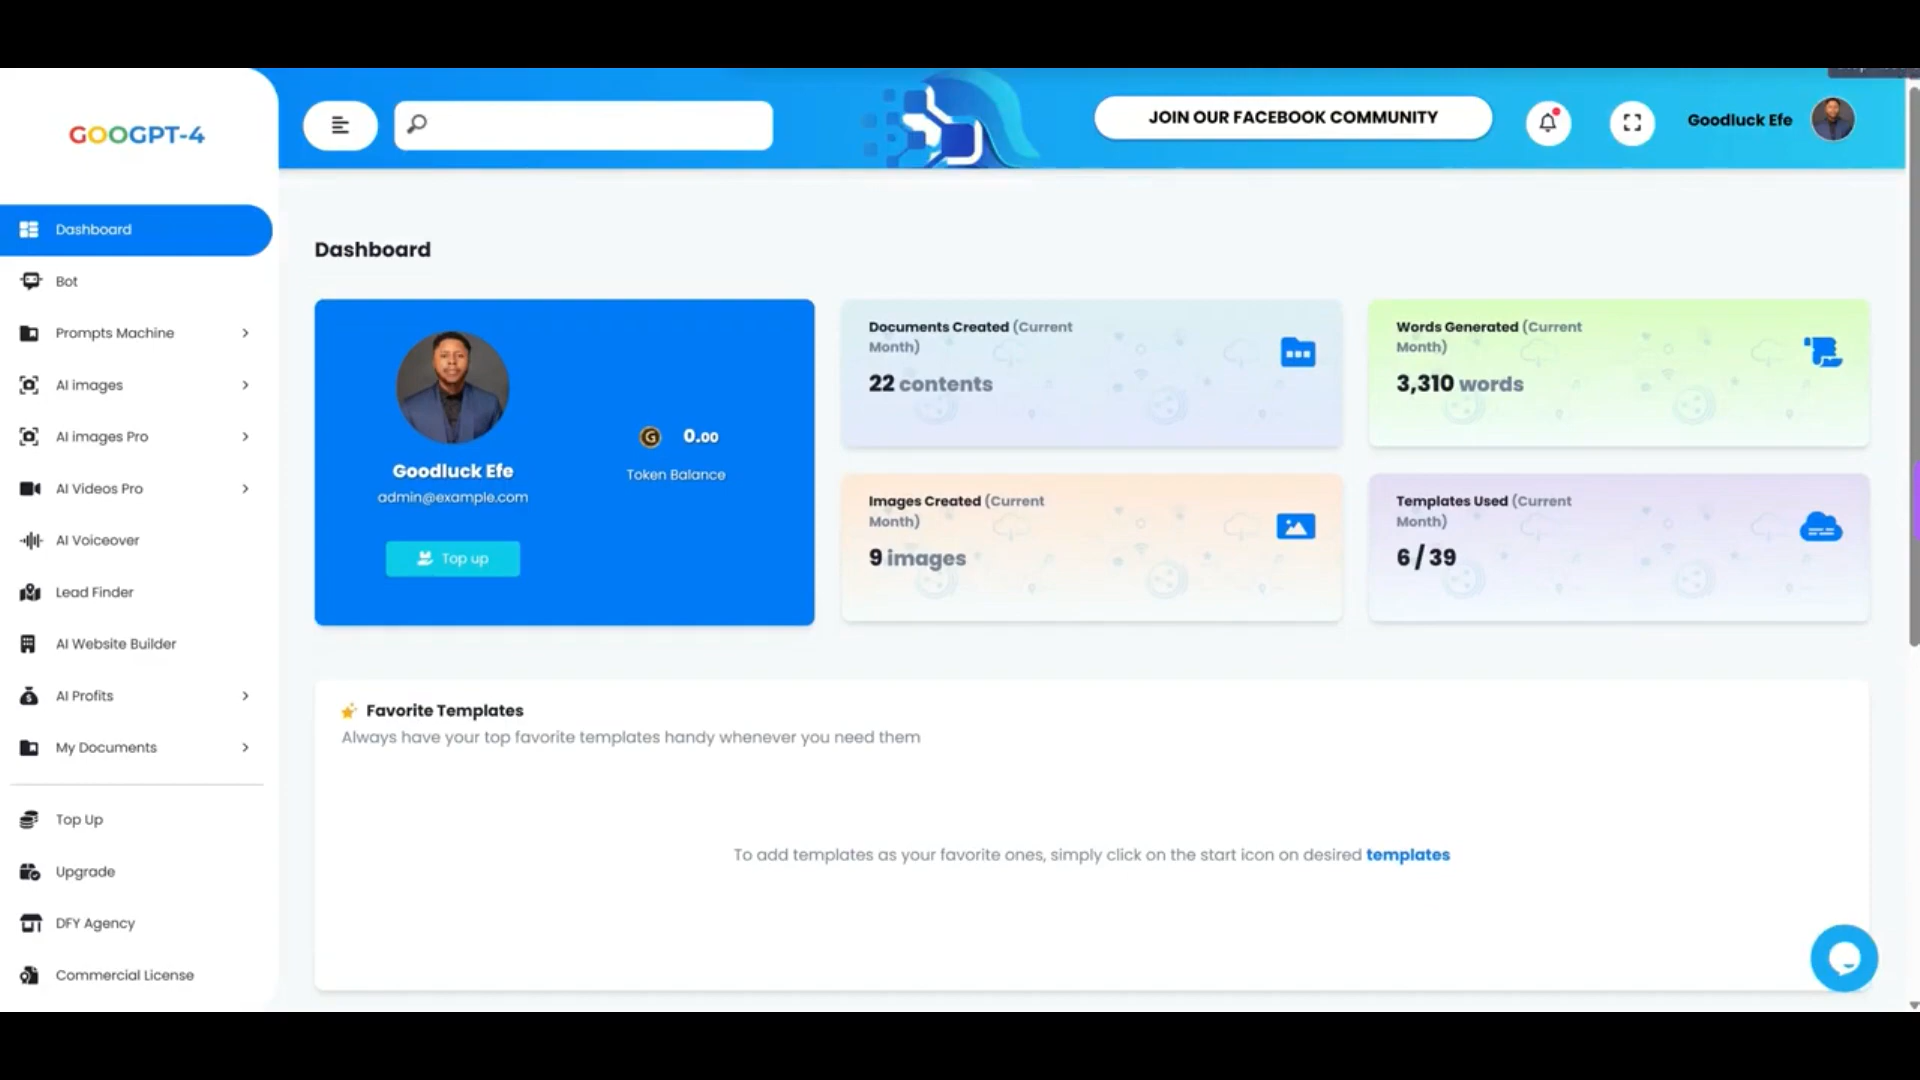 GOOGPT-4
JOIN OUR FACEBOOK COMMUNITY
Goodluck Efe
Dashboard
Bot
Prompts Machine
AI images
AI images Pro
AI Videos Pro
AI Voiceover
Lead Finder
AI Website Builder
AI Profits
My Documents
Top Up
Upgrade
DFY Agency
Commercial License
Dashboard
Goodluck Efe
admin@example.com
Top up
G 0.00
Token Balance
Documents Created (Current
Month)
22 contents
Words Generated (Current
Month)
3,310 words
Images Created (Current
Month)
9 images
Templates Used (Current
Month)
6 / 39
Favorite Templates
Always have your top favorite templates handy whenever you need them
To add templates as your favorite ones, simply click on the start icon on desired templates